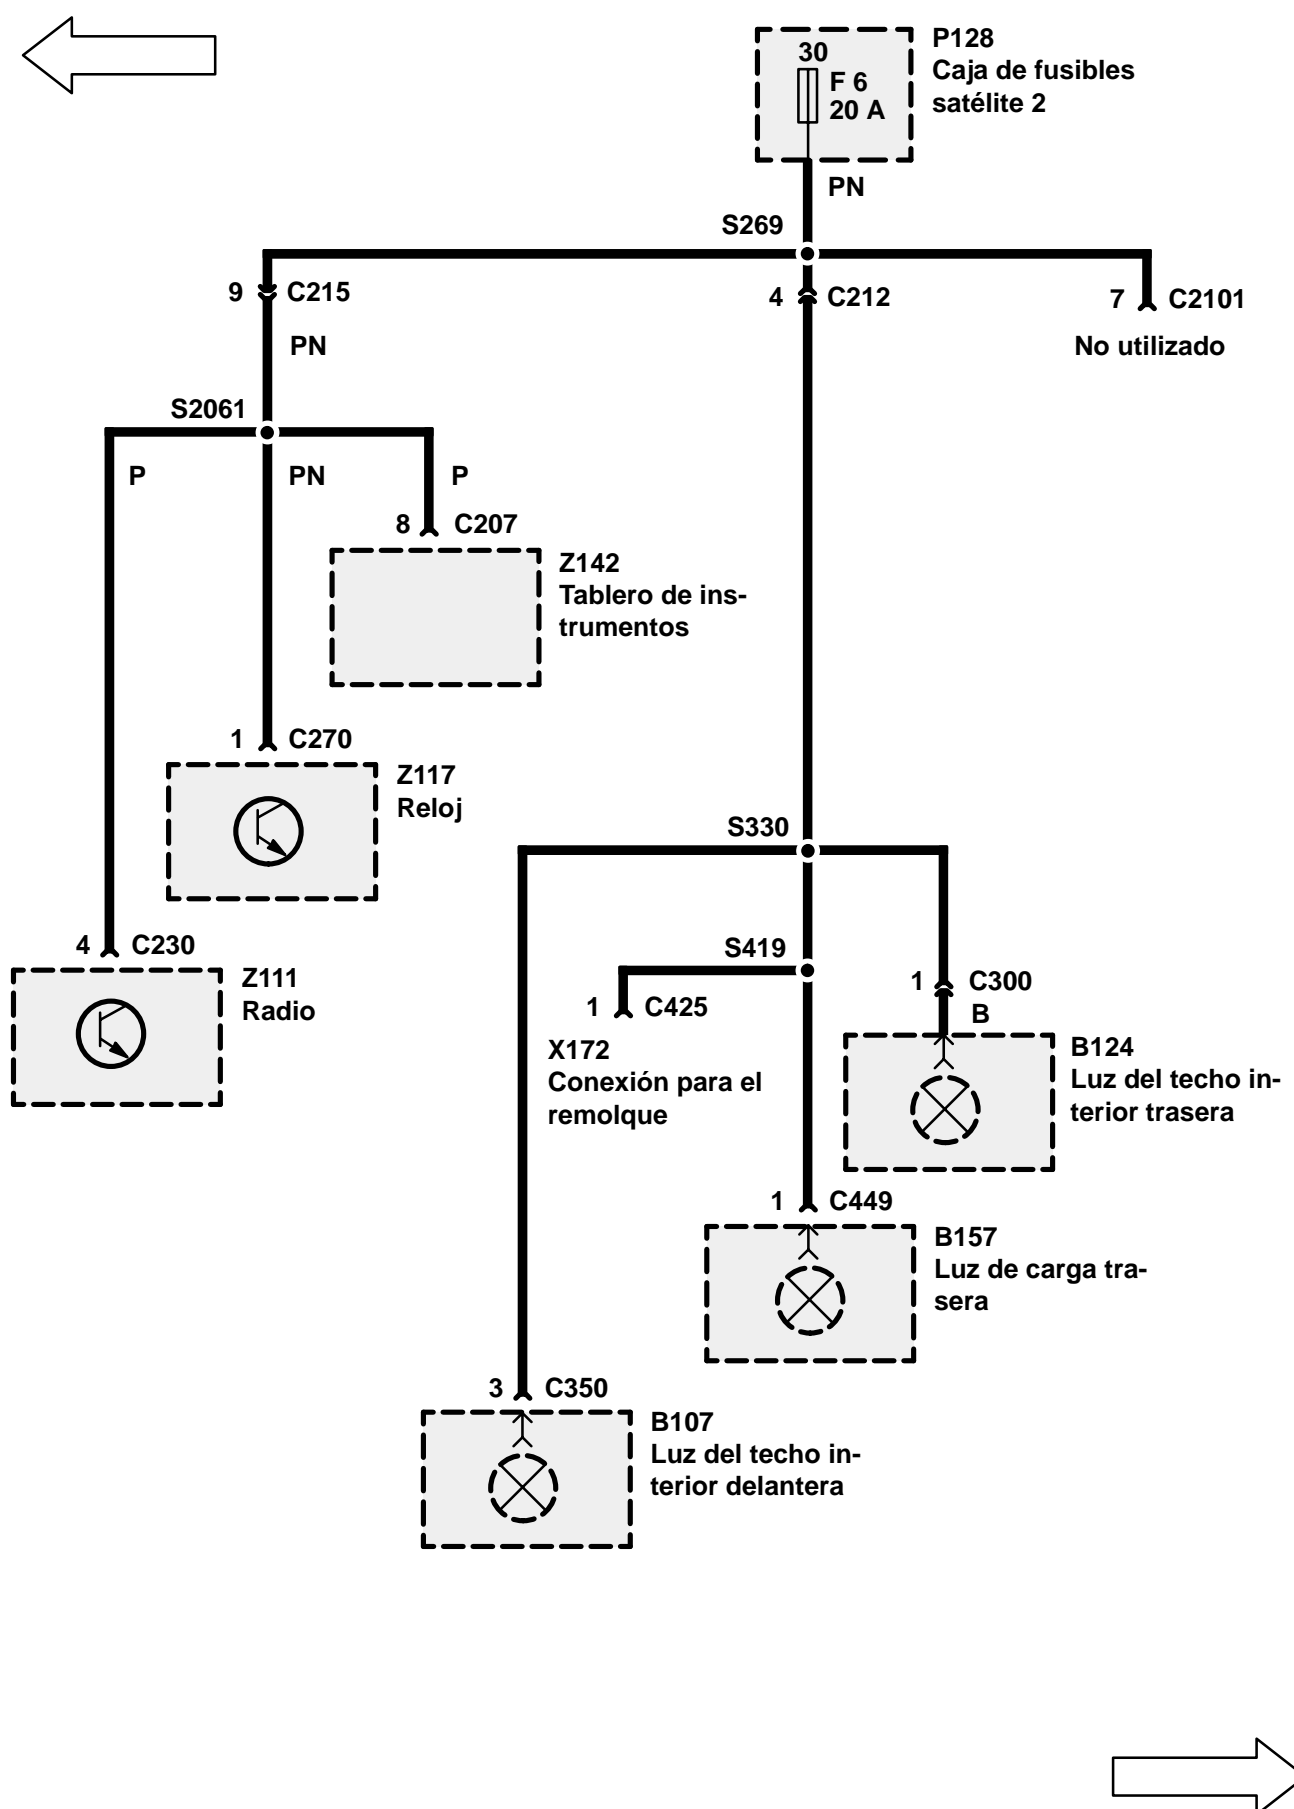 30
F 6
20 A
P128
Caja de fusibles
satélite 2
PN
S269
9 C215
4 C212
7 C2101
PN
No utilizado
S2061
P
PN
P
8 C207
Z142
Tablero de ins-
trumentos
1 C270
Z117
Reloj
S330
4 C230
S419
Z111
Radio
1 C425
1 C300
B
X172
Conexión para el
remolque
B124
Luz del techo in-
terior trasera
1 C449
B157
Luz de carga tra-
sera
3 C350
B107
Luz del techo in-
terior delantera